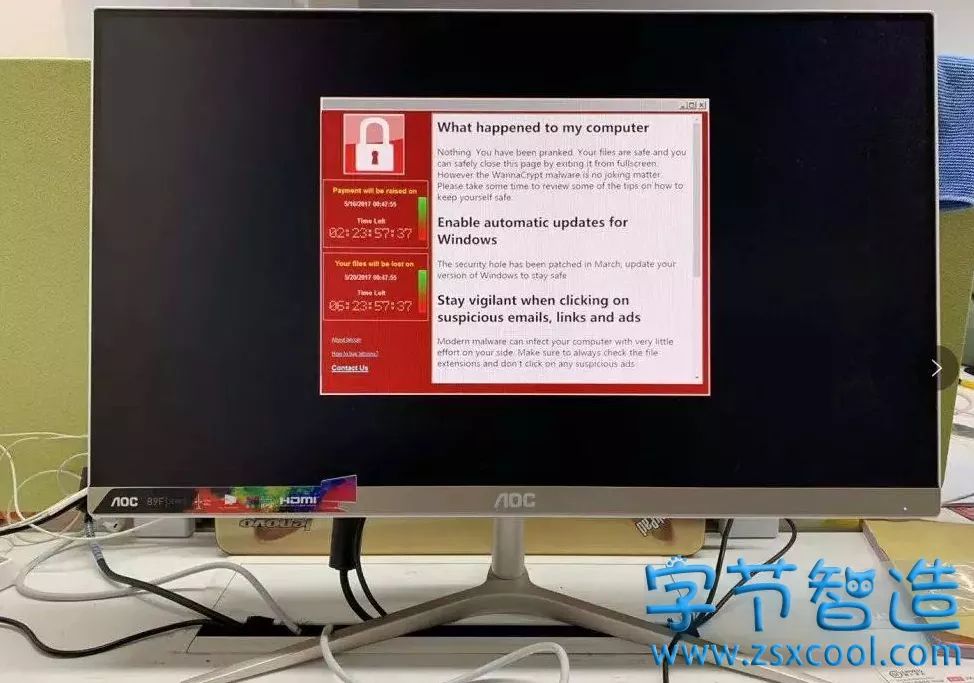 What happened to my computer
Nothing. You have been pranked. Your files are safe and you
can safely close this page by exiting it from fullscreen.
However the WannaCrypt malware is no joking matter.
Please take some time to review some of the tips on how to
keep yourself safe.
Enable automatic updates for
Windows
The security hole has been patched in March, update your
version of Windows to stay safe
Stay vigilant when clicking on
suspicious emails, links and ads
Modern malware can infect your computer with very little
effort on your side. Make sure to always check the file
extensions and don't click on any suspicious ads
Payment will be raised on
5/16/2017 00:47:55
Time Left
02:23:57:37
Your files will be lost on
5/20/2017 00:47:55
Time Left
06:23:57:37
About bitcoin
How to buy bitcoins?
Contact Us
AOC
HDMI
AOC
lenovo
字节智造
www.zsxcool.com